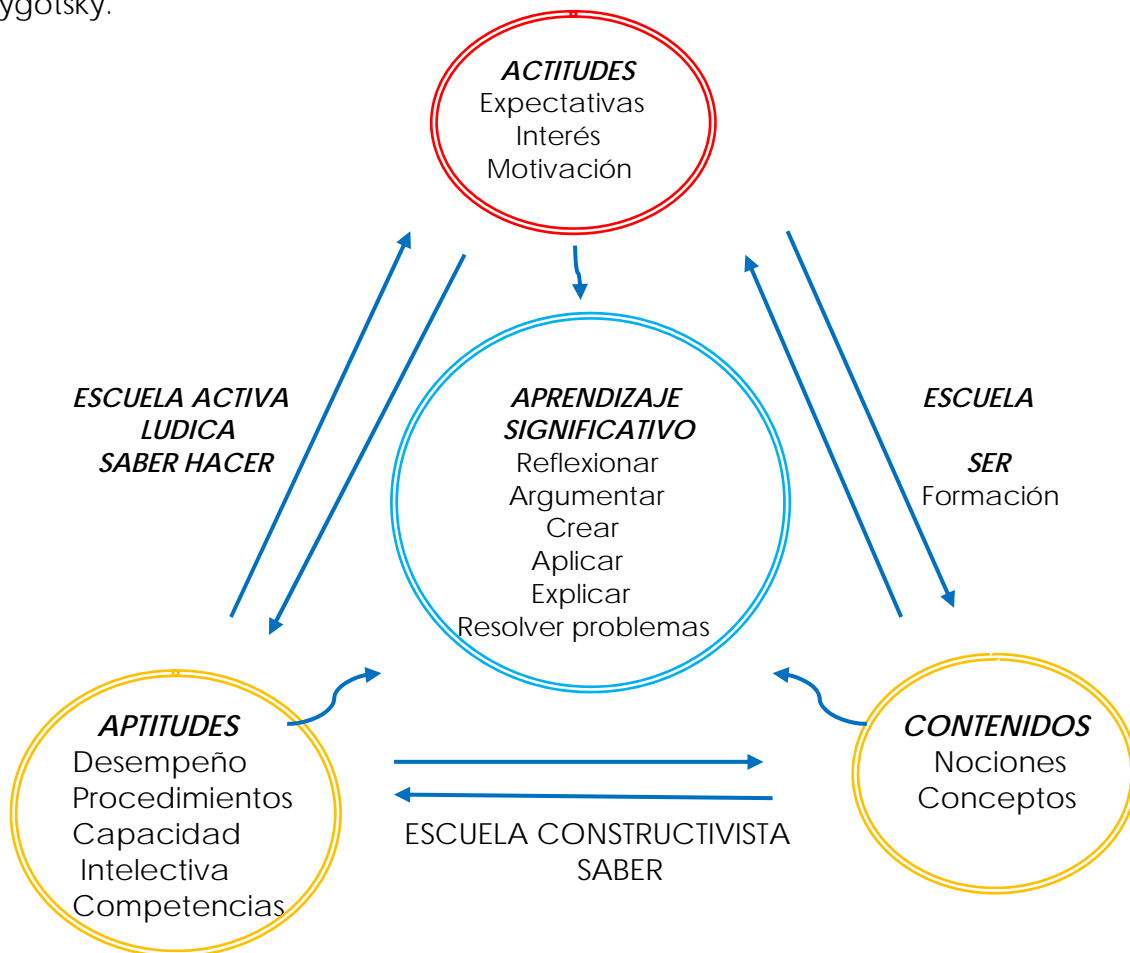 ygotsky.
ACTITUDES
Expectativas
Interés
Motivación
ESCUELA ACTIVA
LUDICA
SABER HACER
APRENDIZAJE
SIGNIFICATIVO
Reflexionar
Argumentar
Crear
Aplicar
Explicar
Resolver problemas
ESCUELA
SER
Formación
APTITUDES
Desempeño
Procedimientos
Capacidad
Intelectiva
Competencias
ESCUELA CONSTRUCTIVISTA
SABER
CONTENIDOS
Nociones
Conceptos